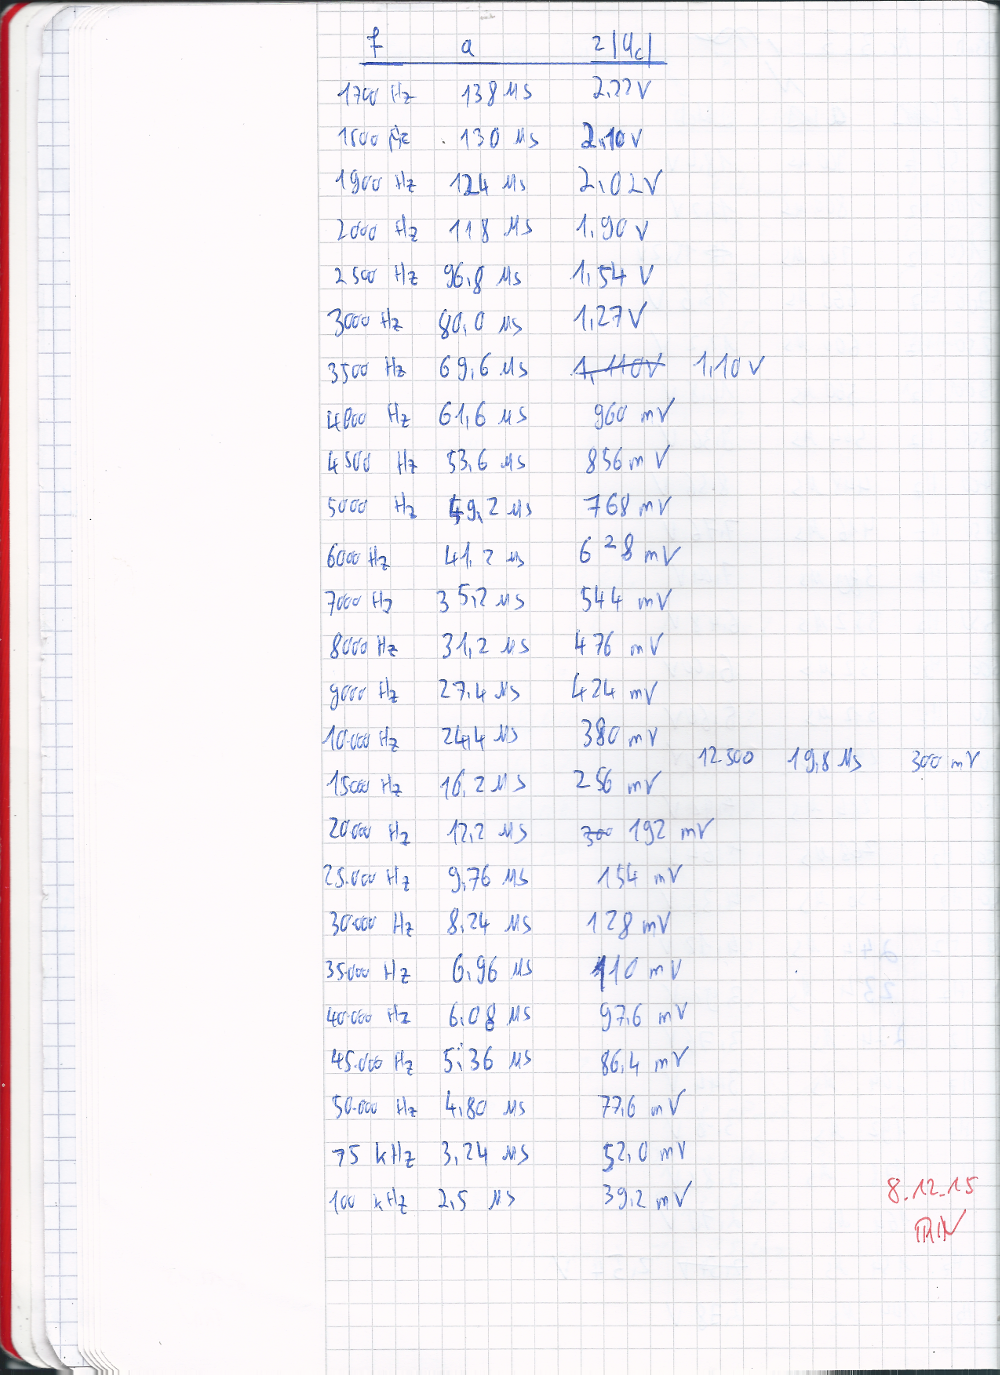 f a 2|U_c|
1700 Hz 138 µs 2,22 V
1800 Hz 130 µs 2,10 V
1900 Hz 124 µs 2,02 V
2000 Hz 118 µs 1,90 V
2500 Hz 96,8 µs 1,54 V
3000 Hz 80,0 µs 1,27 V
3500 Hz 69,6 µs 1,110V 1,10 V
4000 Hz 61,6 µs 960 mV
4500 Hz 53,6 µs 856 mV
5000 Hz 49,2 µs 768 mV
6000 Hz 41,2 µs 628 mV
7000 Hz 35,2 µs 544 mV
8000 Hz 31,2 µs 476 mV
9000 Hz 27,4 µs 424 mV
10.000 Hz 24,4 µs 380 mV
12500 19,8 µs 300 mV
15000 Hz 16,2 µs 256 mV
20000 Hz 12,2 µs 300 192 mV
25.000 Hz 9,76 µs 154 mV
30.000 Hz 8,24 µs 128 mV
35000 Hz 6,96 µs 110 mV
40.000 Hz 6,08 µs 97,6 mV
45.000 Hz 5,36 µs 86,4 mV
50.000 Hz 4,80 µs 77,6 mV
75 kHz 3,24 µs 52,0 mV
100 kHz 2,5 µs 39,2 mV
8.12.15